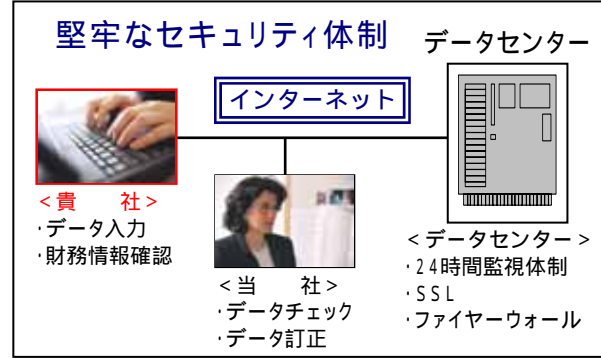 堅牢なセキュリティ体制
データセンター
インターネット
<貴　社>
・データ入力
・財務情報確認
<当　社>
・データチェック
・データ訂正
<データセンター>
・24時間監視体制
・SSL
・ファイヤーウォール